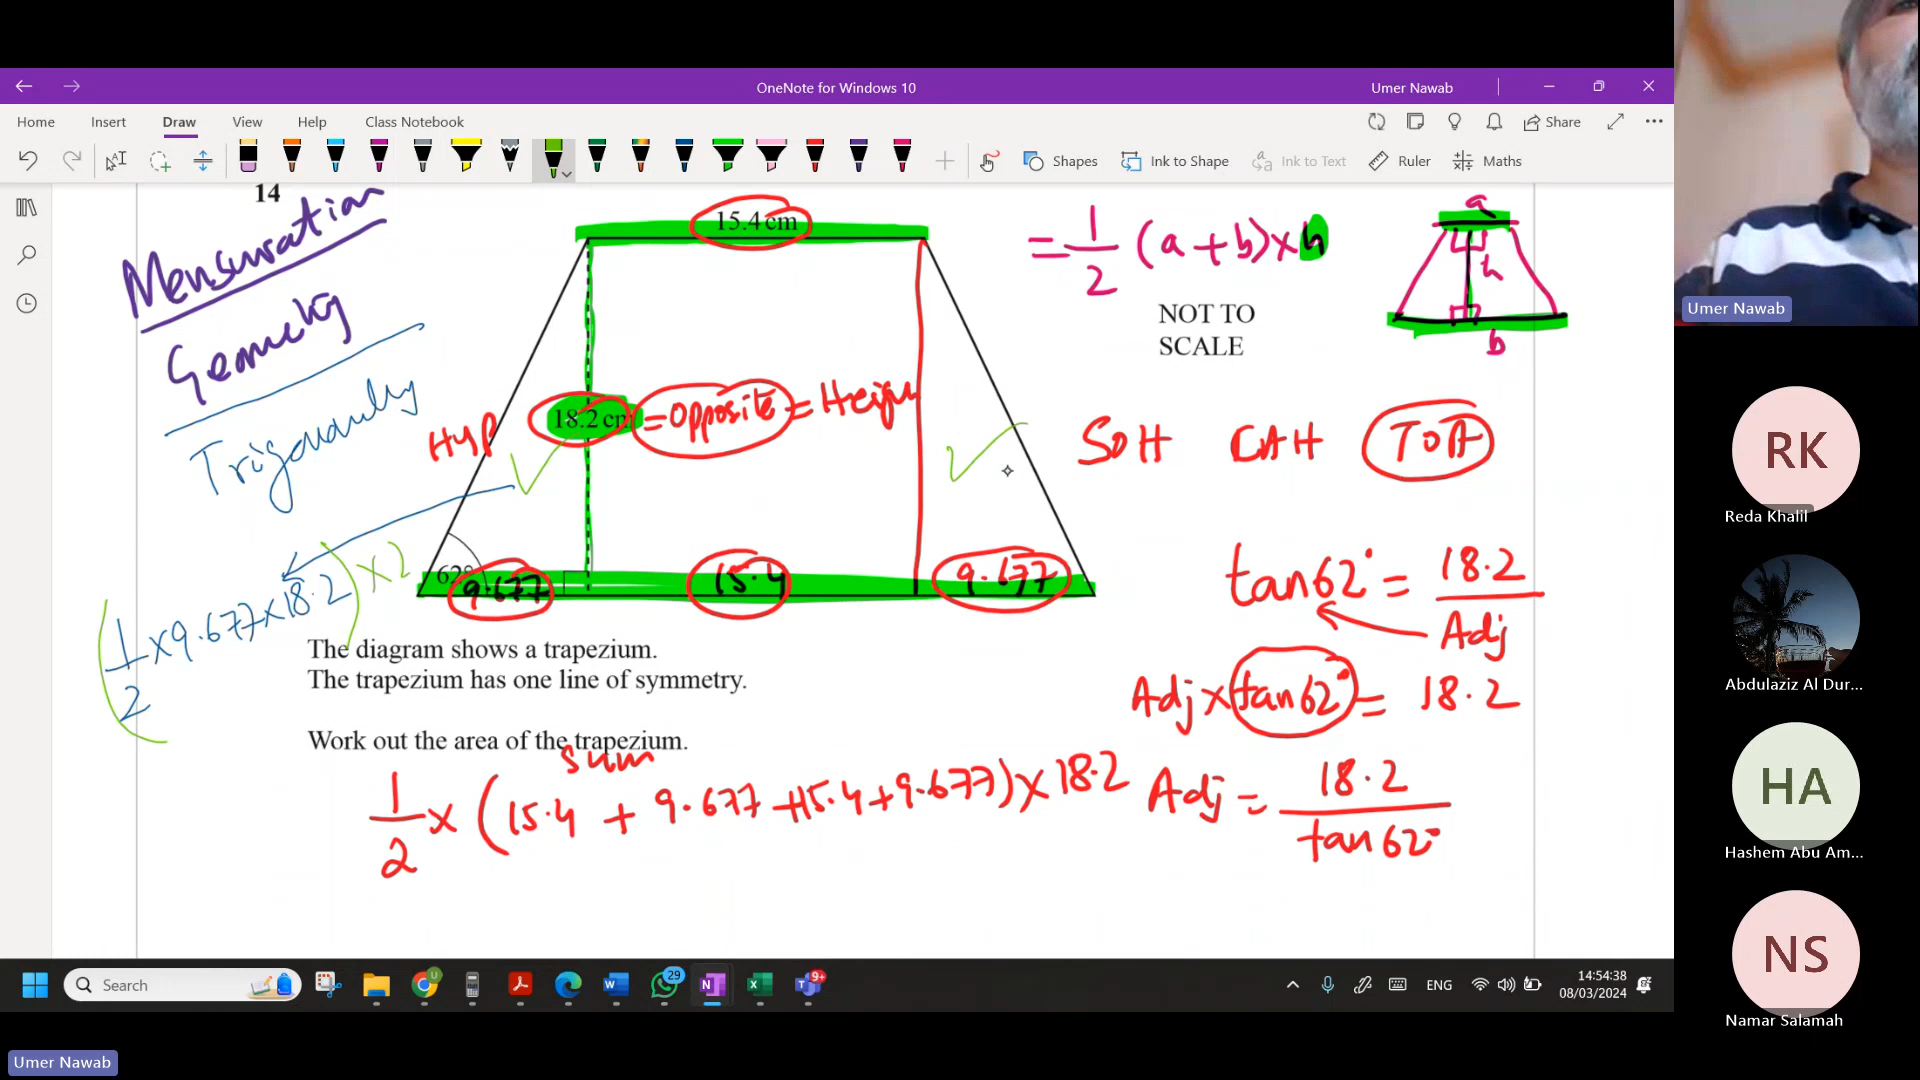 OneNote for Windows 10
Umer Nawab
Home Insert Draw View Help Class Notebook
Share
Shapes Ink to Shape Ink to Text Ruler Maths
14
Mensuration
Geometry
Trigonometry
15.4 cm
= 1/2 (a + b) × h
a
h
b
NOT TO
SCALE
Hyp
18.2 cm = Opposite = Height
SOH CAH TOA
62° 9.677 15.4 9.677
(1/2 × 9.677 × 18.2) × 2
tan 62° = 18.2 / Adj
Adj × tan 62° = 18.2
Adj = 18.2 / tan 62°
The diagram shows a trapezium.
The trapezium has one line of symmetry.
Work out the area of the trapezium.
sum
1/2 × (15.4 + 9.677 + 15.4 + 9.677) × 18.2
Umer Nawab
RK
Reda Khalil
Abdulaziz Al Dur...
HA
Hashem Abu Am...
NS
Namar Salamah
Search
29
9+
ENG
14:54:38
08/03/2024
Umer Nawab